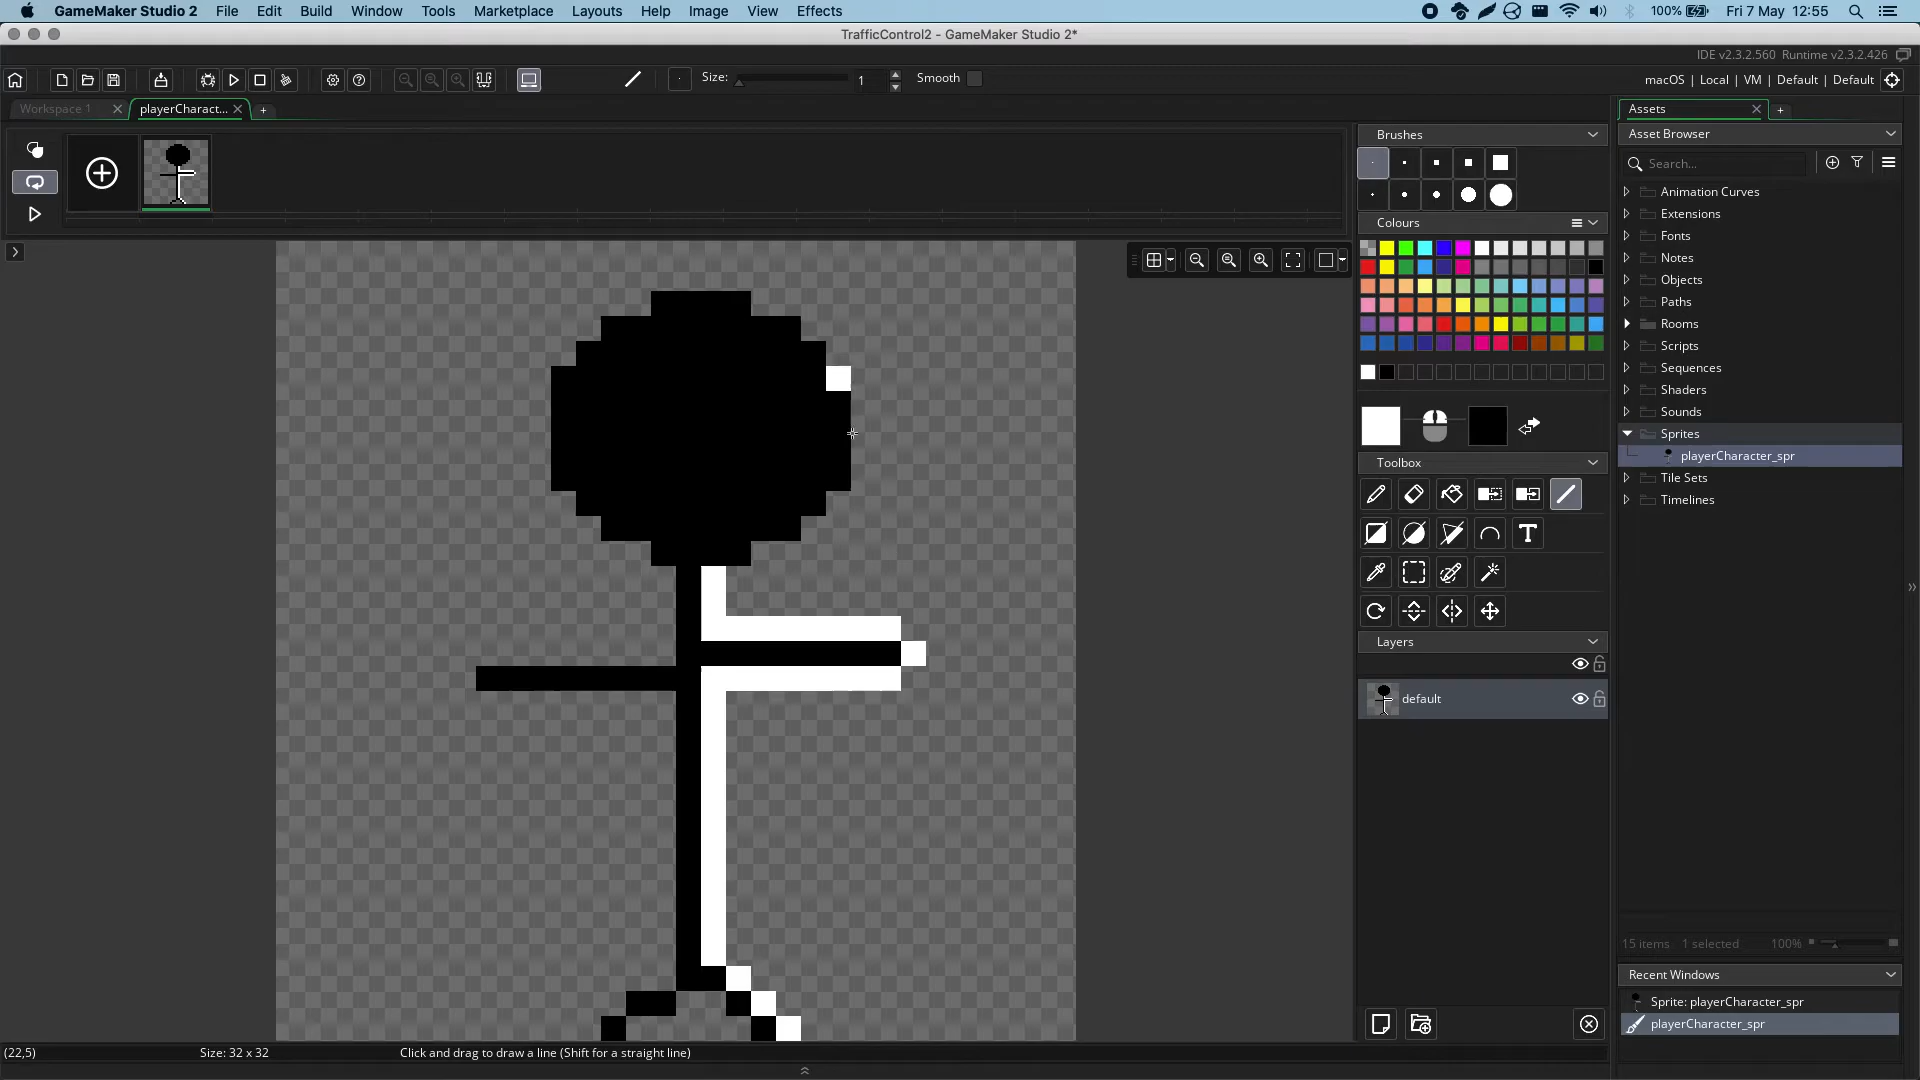 GameMaker Studio 2 File Edit Build Window Tools Marketplace Layouts Help Image View Effects 100% Fri 7 May 12:55
TrafficControl2 - GameMaker Studio 2*
IDE v2.3.2.560 Runtime v2.3.2.426
Size: 1 Smooth macOS | Local | VM | Default | Default
Workspace 1 playerCharact... Assets
Brushes
Asset Browser
Search...
Animation Curves
Extensions
Colours
Fonts
Notes
Objects
Paths
Rooms
Scripts
Sequences
Shaders
Sounds
Sprites
playerCharacter_spr
Toolbox
Tile Sets
Timelines
T
Layers
default
15 items 1 selected 100%
Recent Windows
Sprite: playerCharacter_spr
playerCharacter_spr
(22,5) Size: 32 x 32 Click and drag to draw a line (Shift for a straight line)